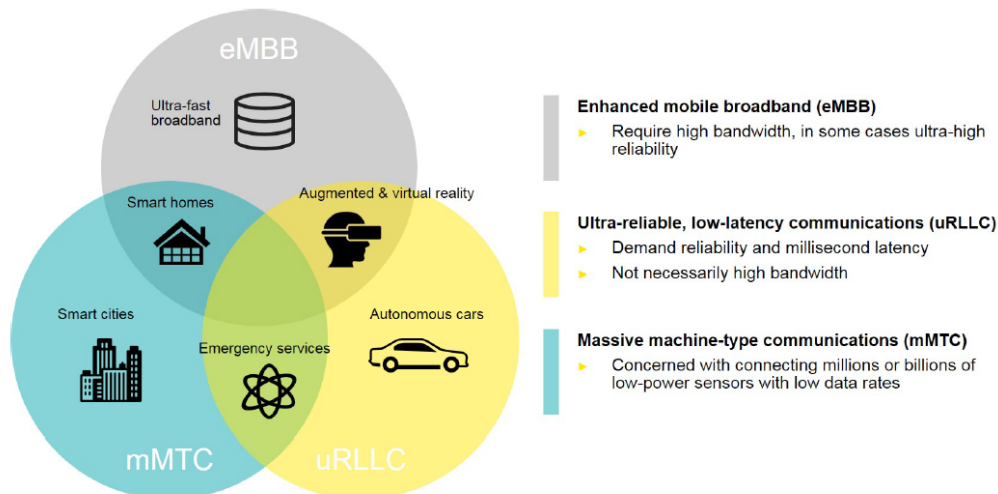 eMBB
Ultra-fast
broadband
Smart homes
Augmented & virtual reality
Smart cities
Emergency services
Autonomous cars
mMTC
uRLLC
Enhanced mobile broadband (eMBB)
► Require high bandwidth, in some cases ultra-high
reliability
Ultra-reliable, low-latency communications (uRLLC)
► Demand reliability and millisecond latency
► Not necessarily high bandwidth
Massive machine-type communications (mMTC)
► Concerned with connecting millions or billions of
low-power sensors with low data rates